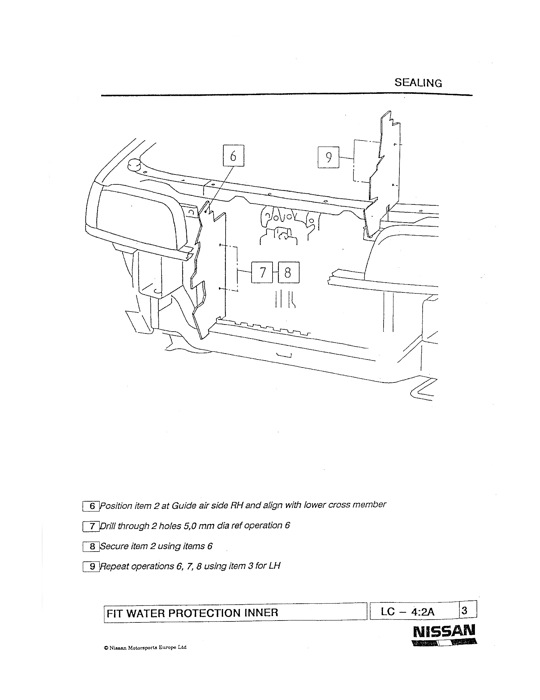 SEALING
9
6
7 8
6 Position item 2 at Guide air side RH and align with lower cross member
7 Drill through 2 holes 5,0 mm dia ref operation 6
8 Secure item 2 using items 6
9 Repeat operations 6, 7, 8 using item 3 for LH
FIT WATER PROTECTION INNER LC - 4:2A 3
NISSAN
© Nissan Motorsports Europe Ltd